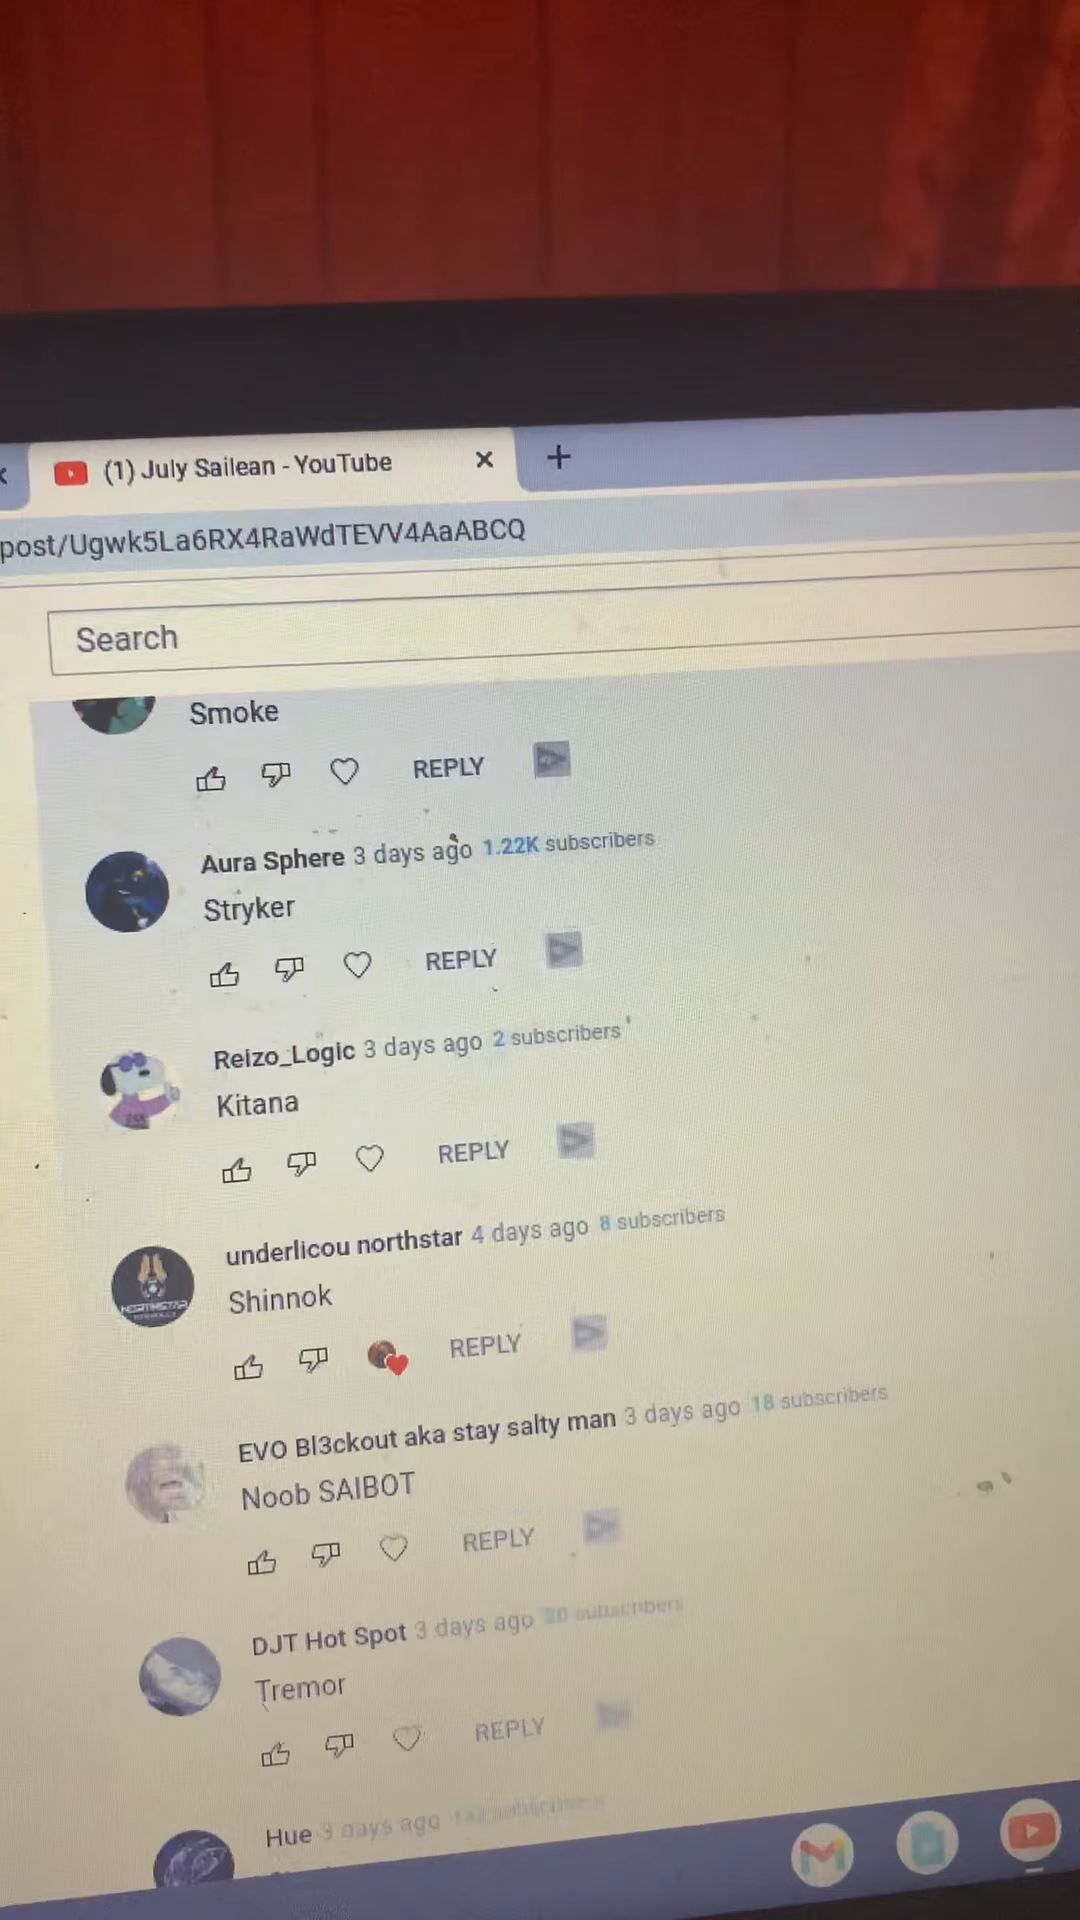 (1) July Sailean - YouTube
post/Ugwk5La6RX4RaWdTEVV4AaABCQ
Search
Smoke
REPLY
Aura Sphere 3 days ago 1.22K subscribers
Stryker
REPLY
Reizo_Logic 3 days ago 2 subscribers
Kitana
REPLY
underlicou northstar 4 days ago 8 subscribers
Shinnok
REPLY
EVO Bl3ckout aka stay salty man 3 days ago 18 subscribers
Noob SAIBOT
REPLY
DJT Hot Spot 3 days ago 20 subscribers
Tremor
REPLY
Hue 3 days ago subscribers